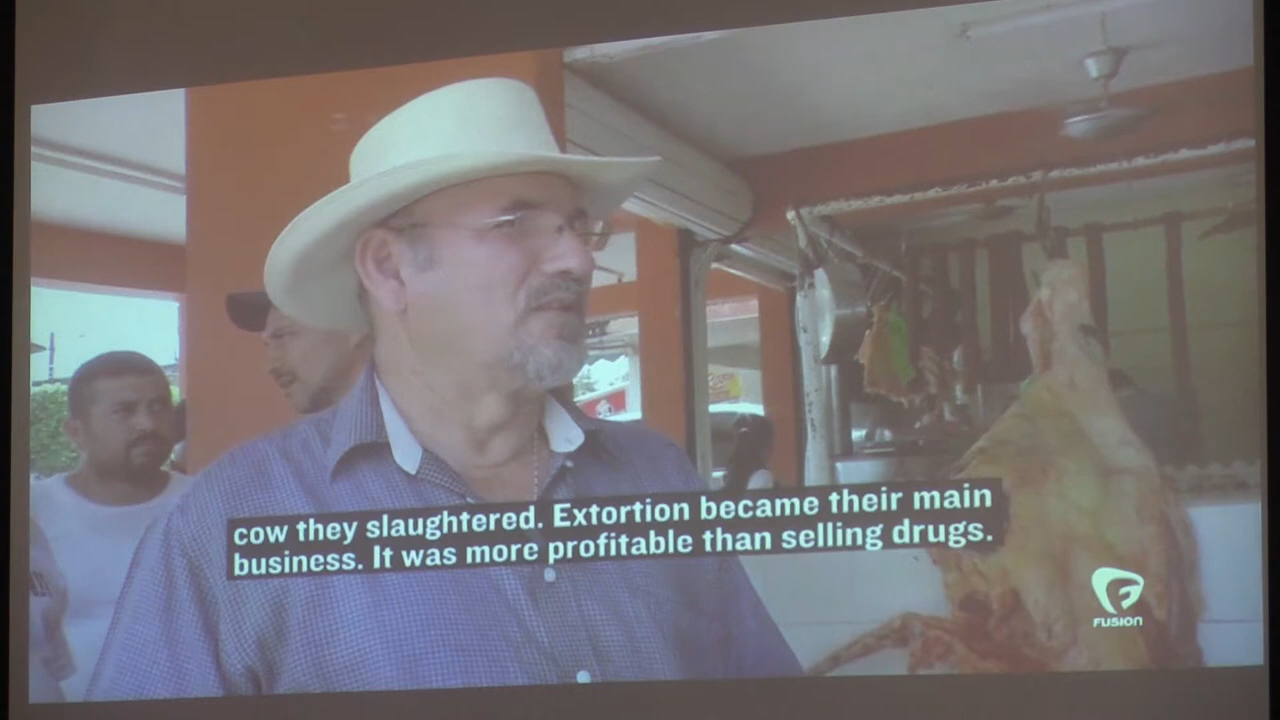 cow they slaughtered. Extortion became their main
business. It was more profitable than selling drugs.
FUSION